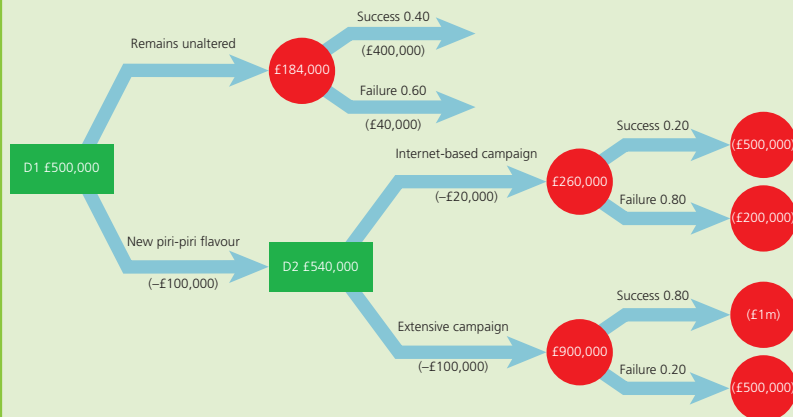 Success 0.40
Remains unaltered
(£400,000)
£184,000
Failure 0.60
(£40,000)
D1 £500,000
Internet-based campaign
(–£20,000)
£260,000
Success 0.20
(£500,000)
Failure 0.80
(£200,000)
New piri-piri flavour
(–£100,000)
D2 £540,000
Extensive campaign
(–£100,000)
£900,000
Success 0.80
(£1m)
Failure 0.20
(£500,000)